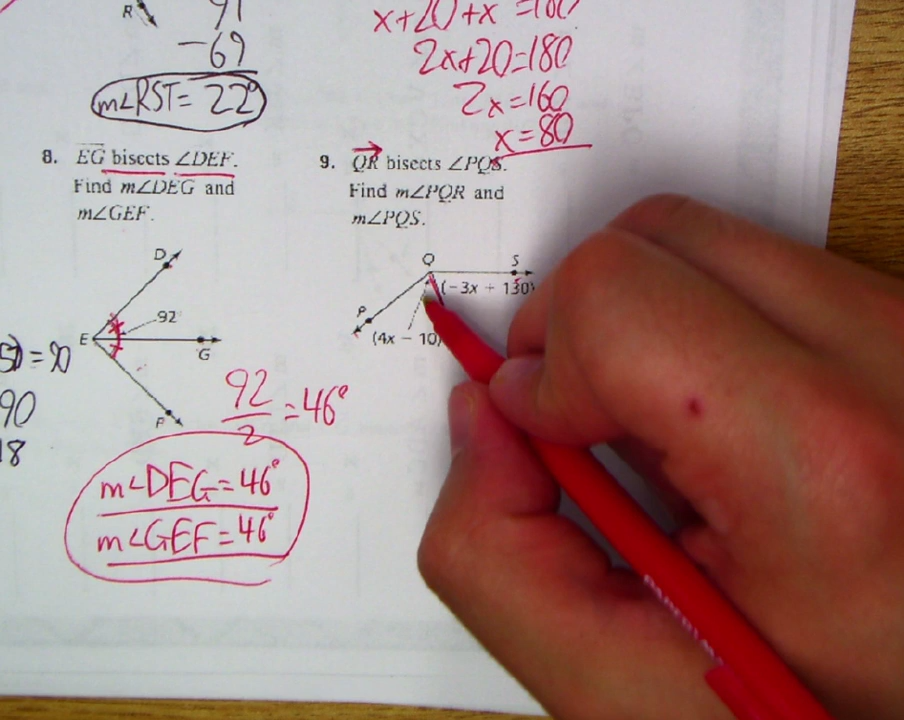 R
91
-69
m∠RST = 22°
2x+20=180
2x=160
x=80
8. EG bisects ∠DEF.
Find m∠DEG and
m∠GEF.
D
92°
E
G
F
92
2
=46°
m∠DEG=46°
m∠GEF=46°
=90
90
18
9. QR bisects ∠PQS.
Find m∠PQR and
m∠PQS.
Q
S
(-3x + 130)
P
(4x - 10)